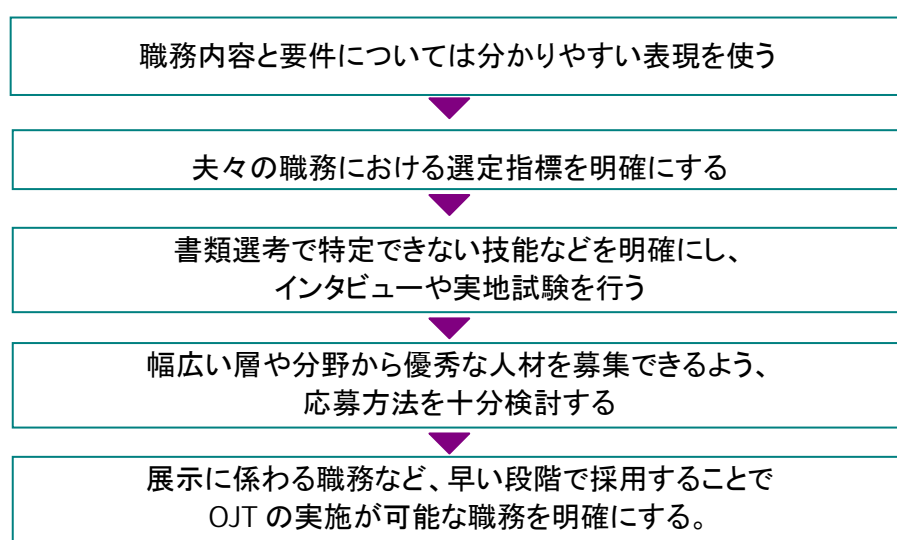 職務内容と要件については分かりやすい表現を使う
夫々の職務における選定指標を明確にする
書類選考で特定できない技能などを明確にし、
インタビューや実地試験を行う
幅広い層や分野から優秀な人材を募集できるよう、
応募方法を十分検討する
展示に係わる職務など、早い段階で採用することで
OJT の実施が可能な職務を明確にする。